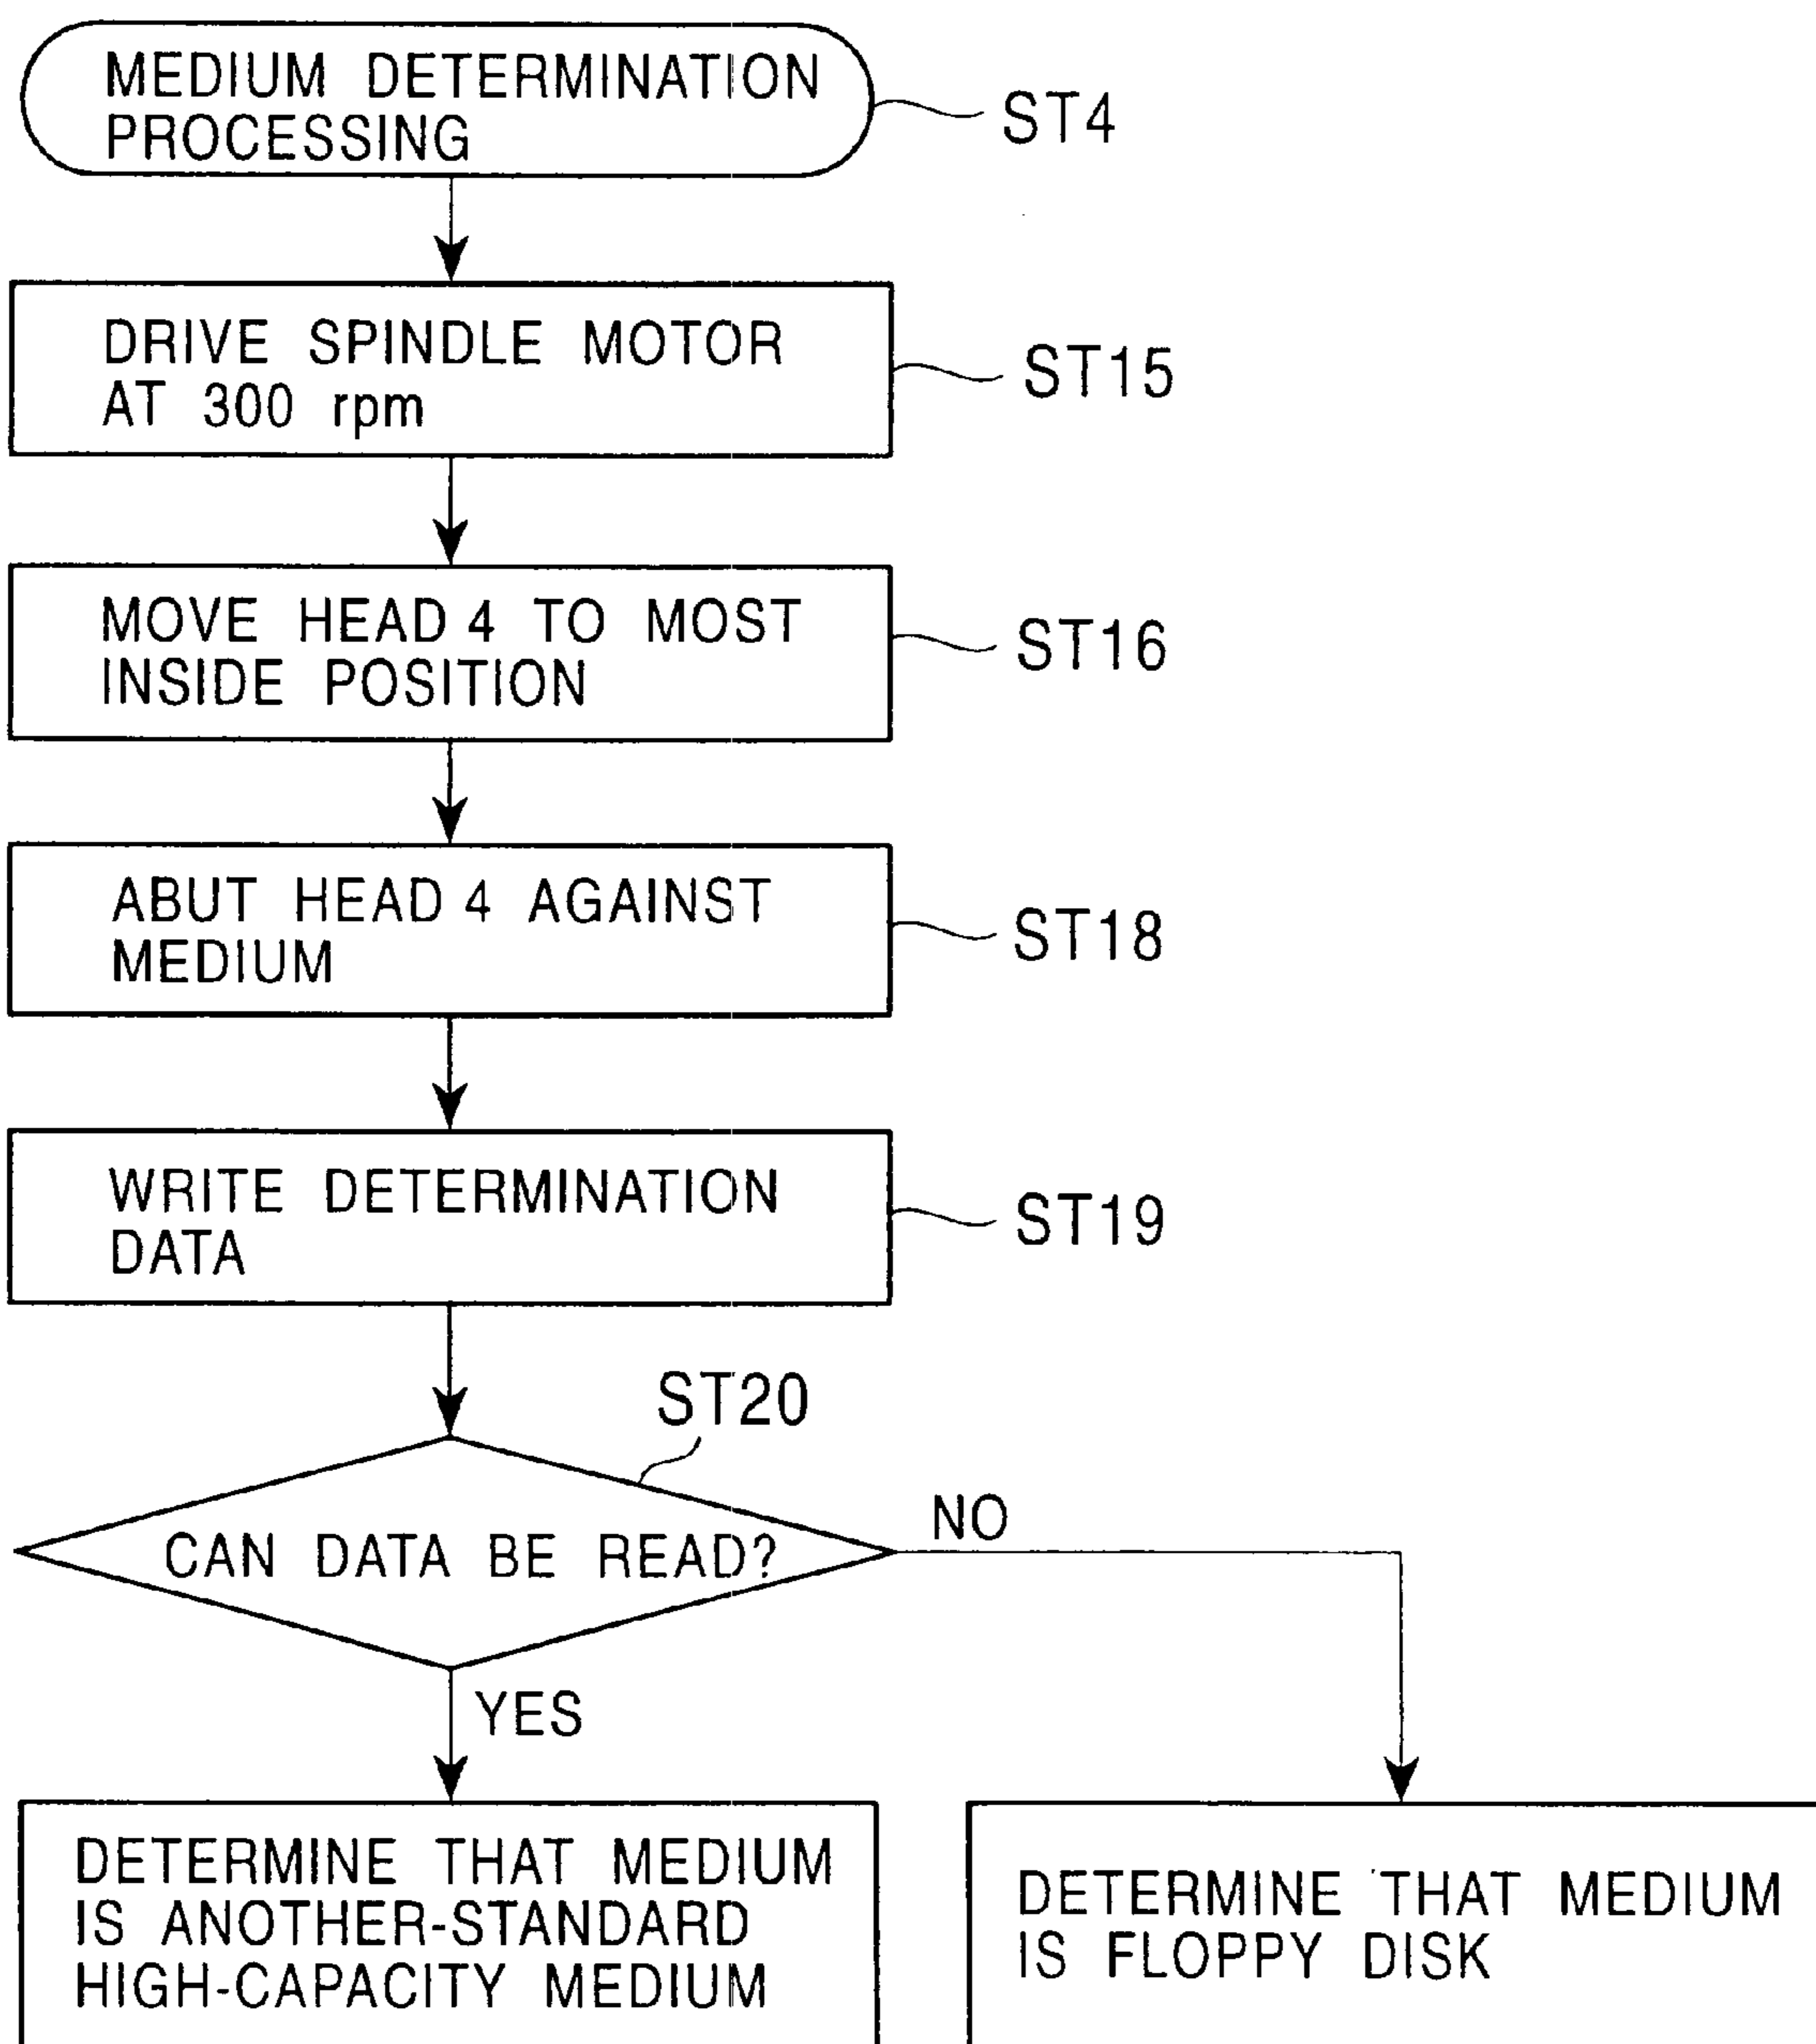 MEDIUM DETERMINATION
PROCESSING
ST4
DRIVE SPINDLE MOTOR
AT 300 rpm
ST15
MOVE HEAD 4 TO MOST
INSIDE POSITION
ST16
ABUT HEAD 4 AGAINST
MEDIUM
ST18
WRITE DETERMINATION
DATA
ST19
ST20
CAN DATA BE READ?
NO
YES
DETERMINE THAT MEDIUM
IS ANOTHER-STANDARD
HIGH-CAPACITY MEDIUM
DETERMINE THAT MEDIUM
IS FLOPPY DISK